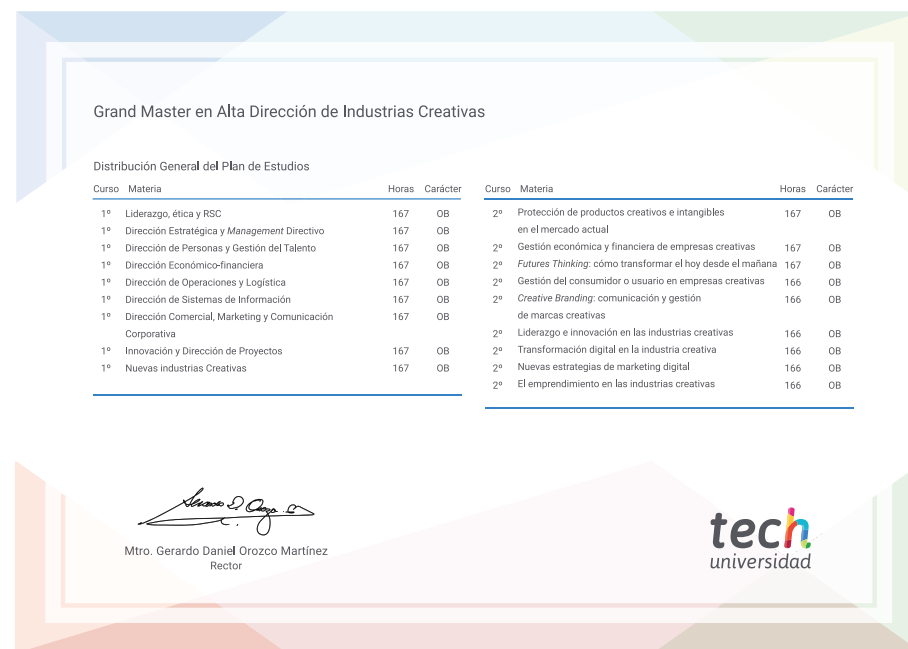 Grand Master en Alta Dirección de Industrias Creativas
Distribución General del Plan de Estudios
Curso Materia Horas Carácter
1º Liderazgo, ética y RSC 167 OB
1º Dirección Estratégica y Management Directivo 167 OB
1º Dirección de Personas y Gestión del Talento 167 OB
1º Dirección Económico-financiera 167 OB
1º Dirección de Operaciones y Logística 167 OB
1º Dirección de Sistemas de Información 167 OB
1º Dirección Comercial, Marketing y Comunicación 167 OB
Corporativa
1º Innovación y Dirección de Proyectos 167 OB
1º Nuevas industrias Creativas 167 OB
Curso Materia Horas Carácter
2º Protección de productos creativos e intangibles 167 OB
en el mercado actual
2º Gestión económica y financiera de empresas creativas 167 OB
2º Futures Thinking: cómo transformar el hoy desde el mañana 167 OB
2º Gestión del consumidor o usuario en empresas creativas 166 OB
2º Creative Branding: comunicación y gestión 166 OB
de marcas creativas
2º Liderazgo e innovación en las industrias creativas 166 OB
2º Transformación digital en la industria creativa 166 OB
2º Nuevas estrategias de marketing digital 166 OB
2º El emprendimiento en las industrias creativas 166 OB
Mtro. Gerardo Daniel Orozco Martínez
Rector
tech
universidad